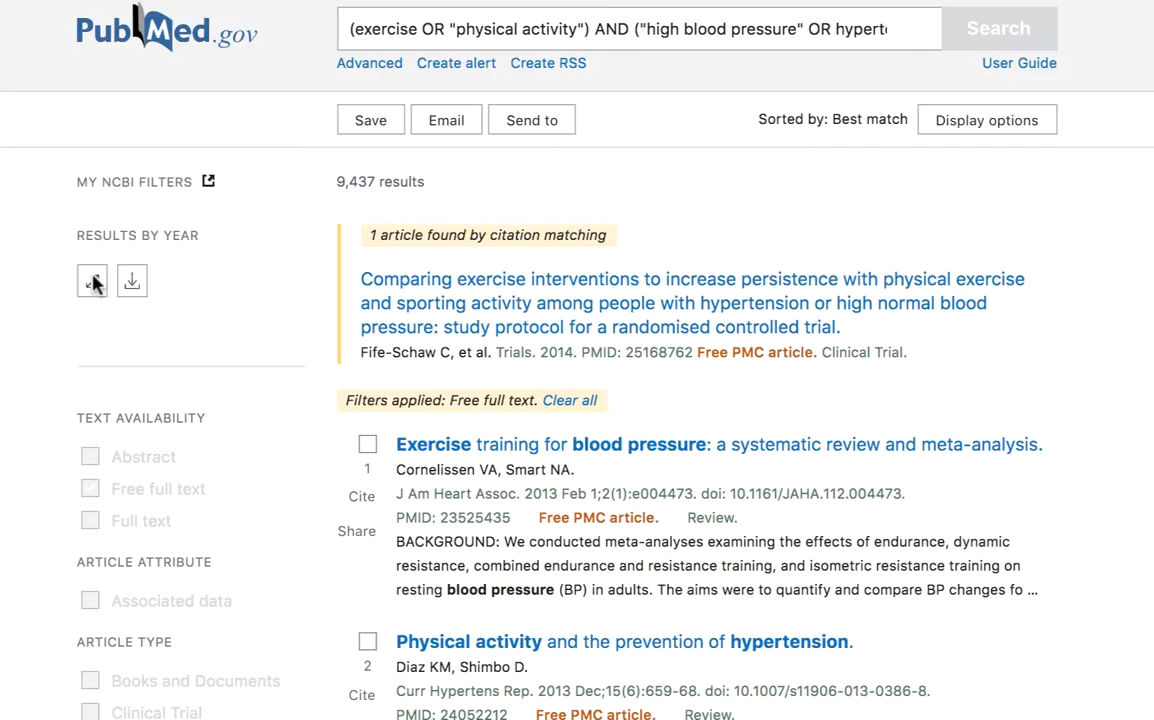 PubMed.gov
(exercise OR "physical activity") AND ("high blood pressure" OR hyperte
Search
Advanced Create alert Create RSS
User Guide
Save Email Send to
Sorted by: Best match Display options
MY NCBI FILTERS
9,437 results
RESULTS BY YEAR
1 article found by citation matching
Comparing exercise interventions to increase persistence with physical exercise
and sporting activity among people with hypertension or high normal blood
pressure: study protocol for a randomised controlled trial.
Fife-Schaw C, et al. Trials. 2014. PMID: 25168762 Free PMC article. Clinical Trial.
Filters applied: Free full text. Clear all
TEXT AVAILABILITY
Abstract
Free full text
Full text
ARTICLE ATTRIBUTE
Associated data
ARTICLE TYPE
Books and Documents
Clinical Trial
Exercise training for blood pressure: a systematic review and meta-analysis.
1
Cornelissen VA, Smart NA.
Cite
J Am Heart Assoc. 2013 Feb 1;2(1):e004473. doi: 10.1161/JAHA.112.004473.
PMID: 23525435 Free PMC article. Review.
Share
BACKGROUND: We conducted meta-analyses examining the effects of endurance, dynamic
resistance, combined endurance and resistance training, and isometric resistance training on
resting blood pressure (BP) in adults. The aims were to quantify and compare BP changes fo ...
Physical activity and the prevention of hypertension.
2
Diaz KM, Shimbo D.
Cite
Curr Hypertens Rep. 2013 Dec;15(6):659-68. doi: 10.1007/s11906-013-0386-8.
PMID: 24052212 Free PMC article. Review.